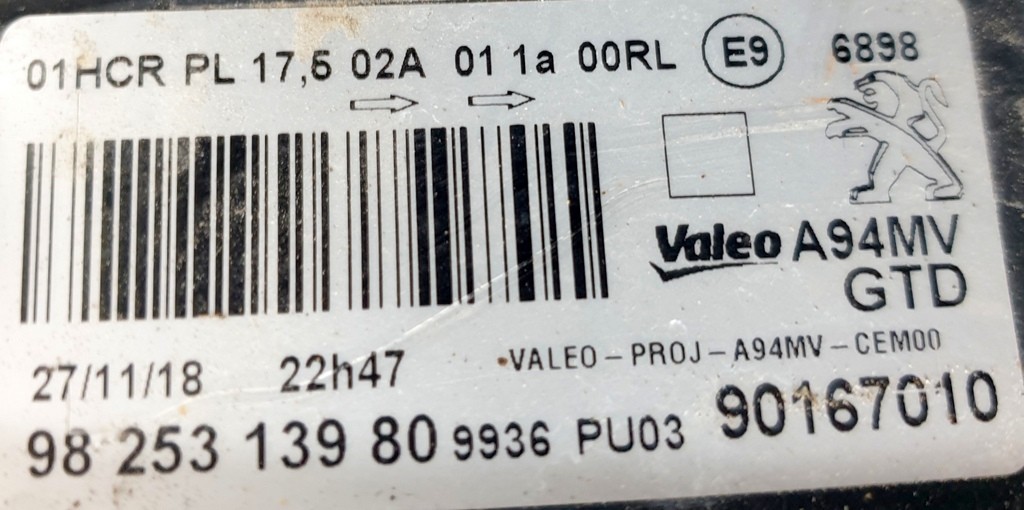 01HCR PL 17,5 02A 01 1a 00RL E9 6898
Valeo A94MV
GTD
27/11/18 22h47 •VALEO-PROJ-A94MV-CEM00
98 253 139 80 9936 PU03 90167010